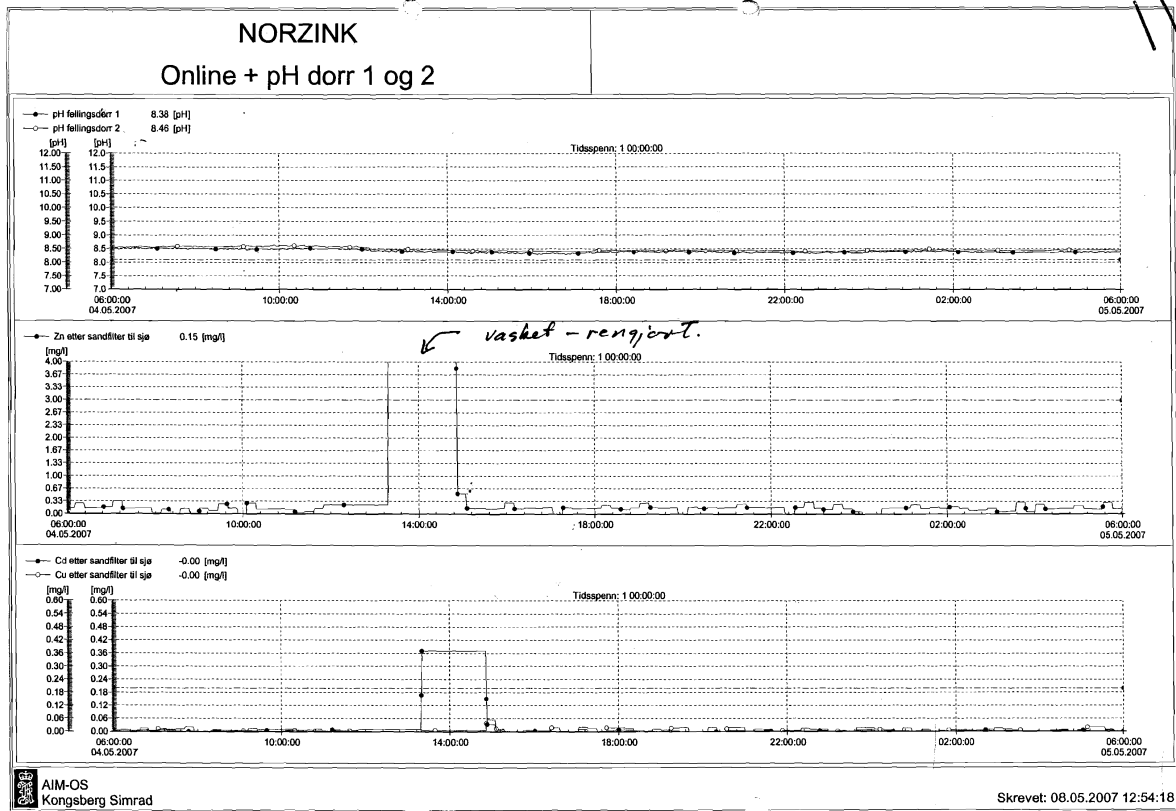 NORZINK
Online + pH dorr 1 og 2
pH fellingsdorr 1 8.38 [pH]
pH fellingsdorr 2 8.46 [pH]
[pH] [pH]
Tidsspenn: 1 00:00:00
12.00 12.0
11.50 11.5
11.00 11.0
10.50 10.5
10.00 10.0
9.50 9.5
9.00 9.0
8.50 8.5
8.00 8.0
7.50 7.5
7.00 7.0
06:00:00 10:00:00 14:00:00 18:00:00 22:00:00 02:00:00 06:00:00
04.05.2007 05.05.2007
Zn etter sandfilter til sjø 0.15 [mg/l]
vasket - rengjort.
[mg/l]
Tidsspenn: 1 00:00:00
4.00
3.67
3.33
3.00
2.67
2.33
2.00
1.67
1.33
1.00
0.67
0.33
0.00
06:00:00 10:00:00 14:00:00 18:00:00 22:00:00 02:00:00 06:00:00
04.05.2007 05.05.2007
Cd etter sandfilter til sjø -0.00 [mg/l]
Cu etter sandfilter til sjø -0.00 [mg/l]
[mg/l] [mg/l]
Tidsspenn: 1 00:00:00
0.60 0.60
0.54 0.54
0.48 0.48
0.42 0.42
0.36 0.36
0.30 0.30
0.24 0.24
0.18 0.18
0.12 0.12
0.06 0.06
0.00 0.00
06:00:00 10:00:00 14:00:00 18:00:00 22:00:00 02:00:00 06:00:00
04.05.2007 05.05.2007
AIM-OS
Kongsberg Simrad
Skrevet: 08.05.2007 12:54:18